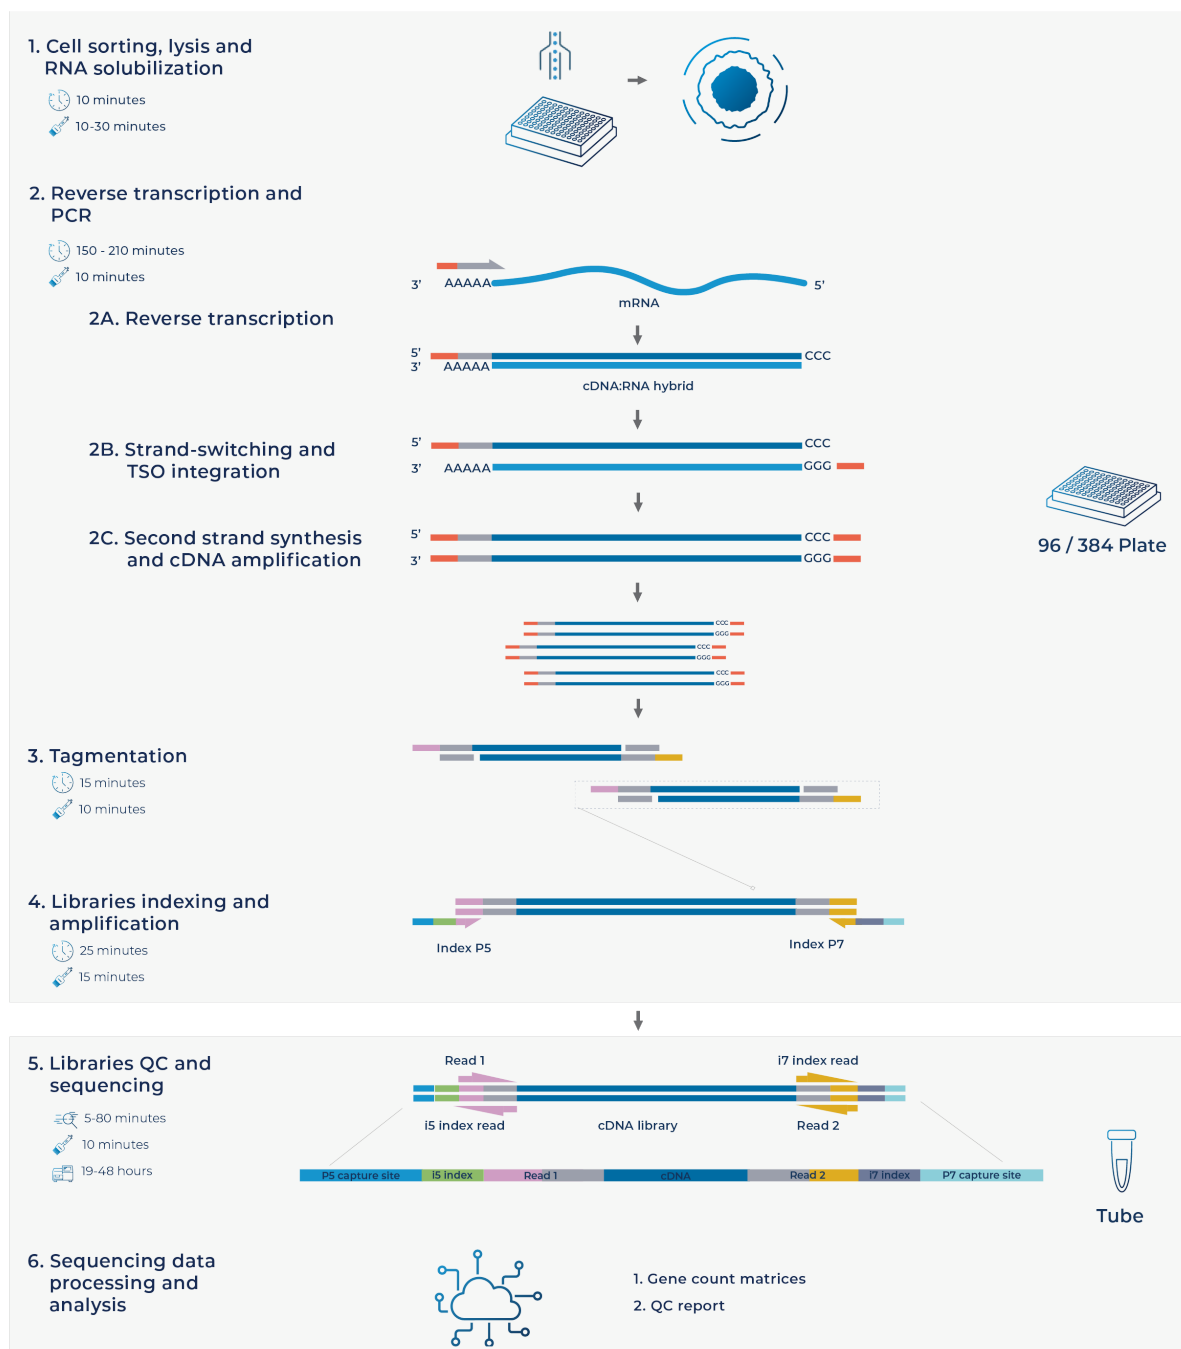 1. Cell sorting, lysis and
RNA solubilization
10 minutes
10-30 minutes
2. Reverse transcription and
PCR
150 - 210 minutes
10 minutes
3’ AAAAA 5’
mRNA
2A. Reverse transcription
5’ CCC
3’ AAAAA
cDNA:RNA hybrid
2B. Strand-switching and
TSO integration
5’ CCC
3’ AAAAA GGG
2C. Second strand synthesis
and cDNA amplification
5’ CCC
3’ GGG
96 / 384 Plate
CCC
GGG
CCC
GGG
CCC
GGG
3. Tagmentation
15 minutes
10 minutes
4. Libraries indexing and
amplification
25 minutes
15 minutes
Index P5
Index P7
5. Libraries QC and
sequencing
5-80 minutes
10 minutes
19-48 hours
Read 1
i7 index read
i5 index read
cDNA library
Read 2
P5 capture site i5 index Read 1 cDNA Read 2 i7 index P7 capture site
Tube
6. Sequencing data
processing and
analysis
1. Gene count matrices
2. QC report